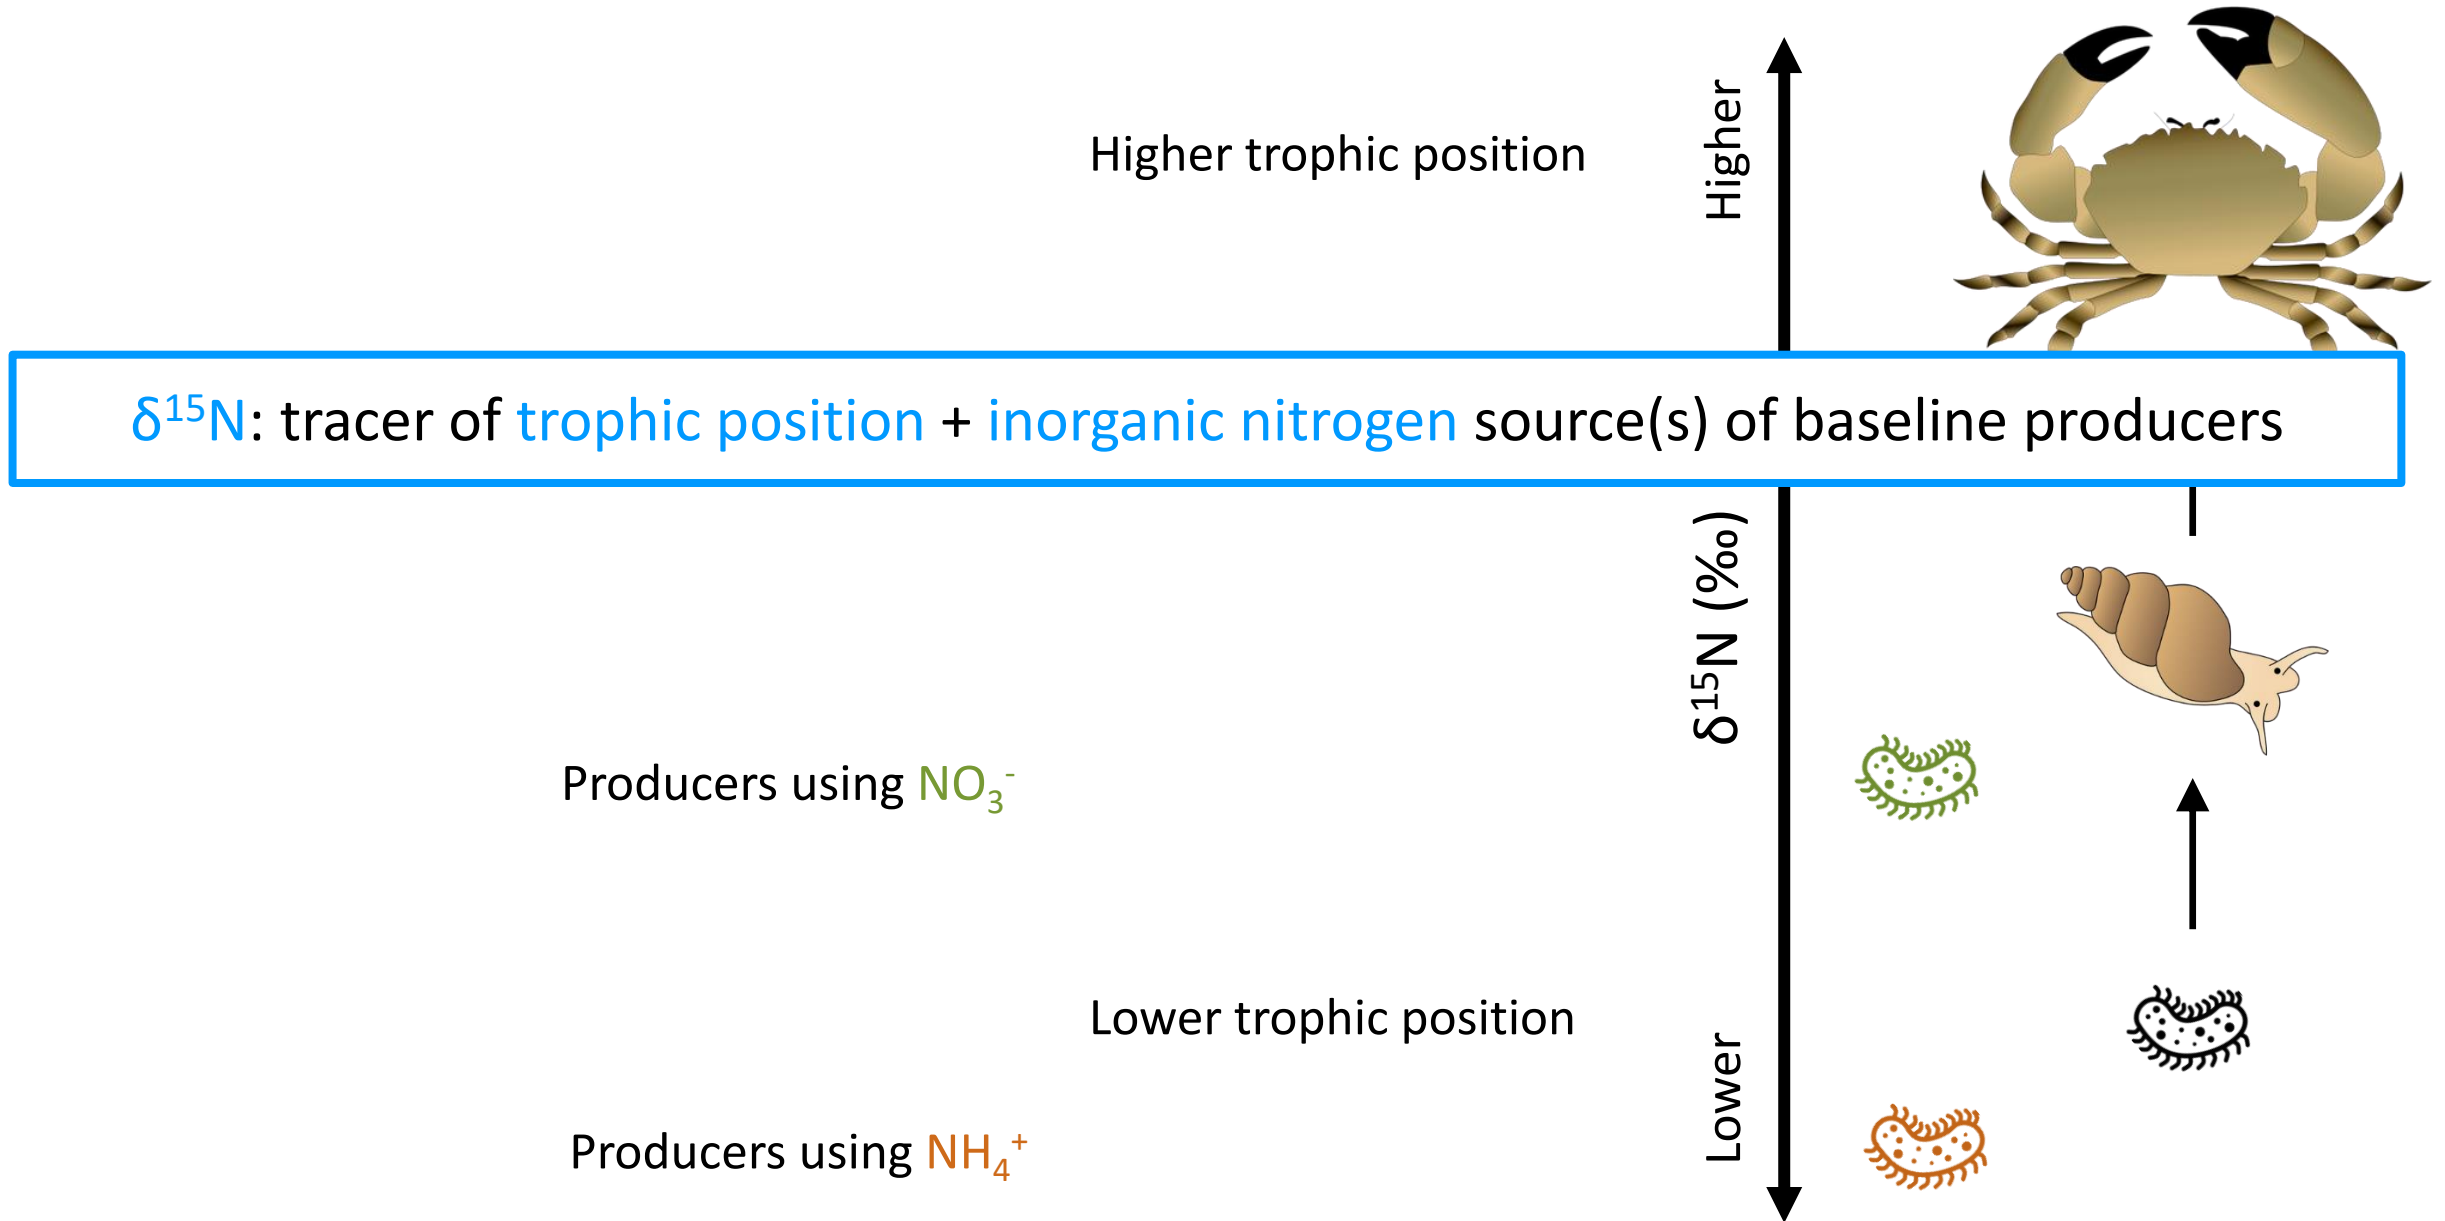 Higher trophic position
Higher
δ¹⁵N: tracer of trophic position + inorganic nitrogen source(s) of baseline producers
δ¹⁵N (‰)
Producers using NO₃⁻
Lower trophic position
Lower
Producers using NH₄⁺